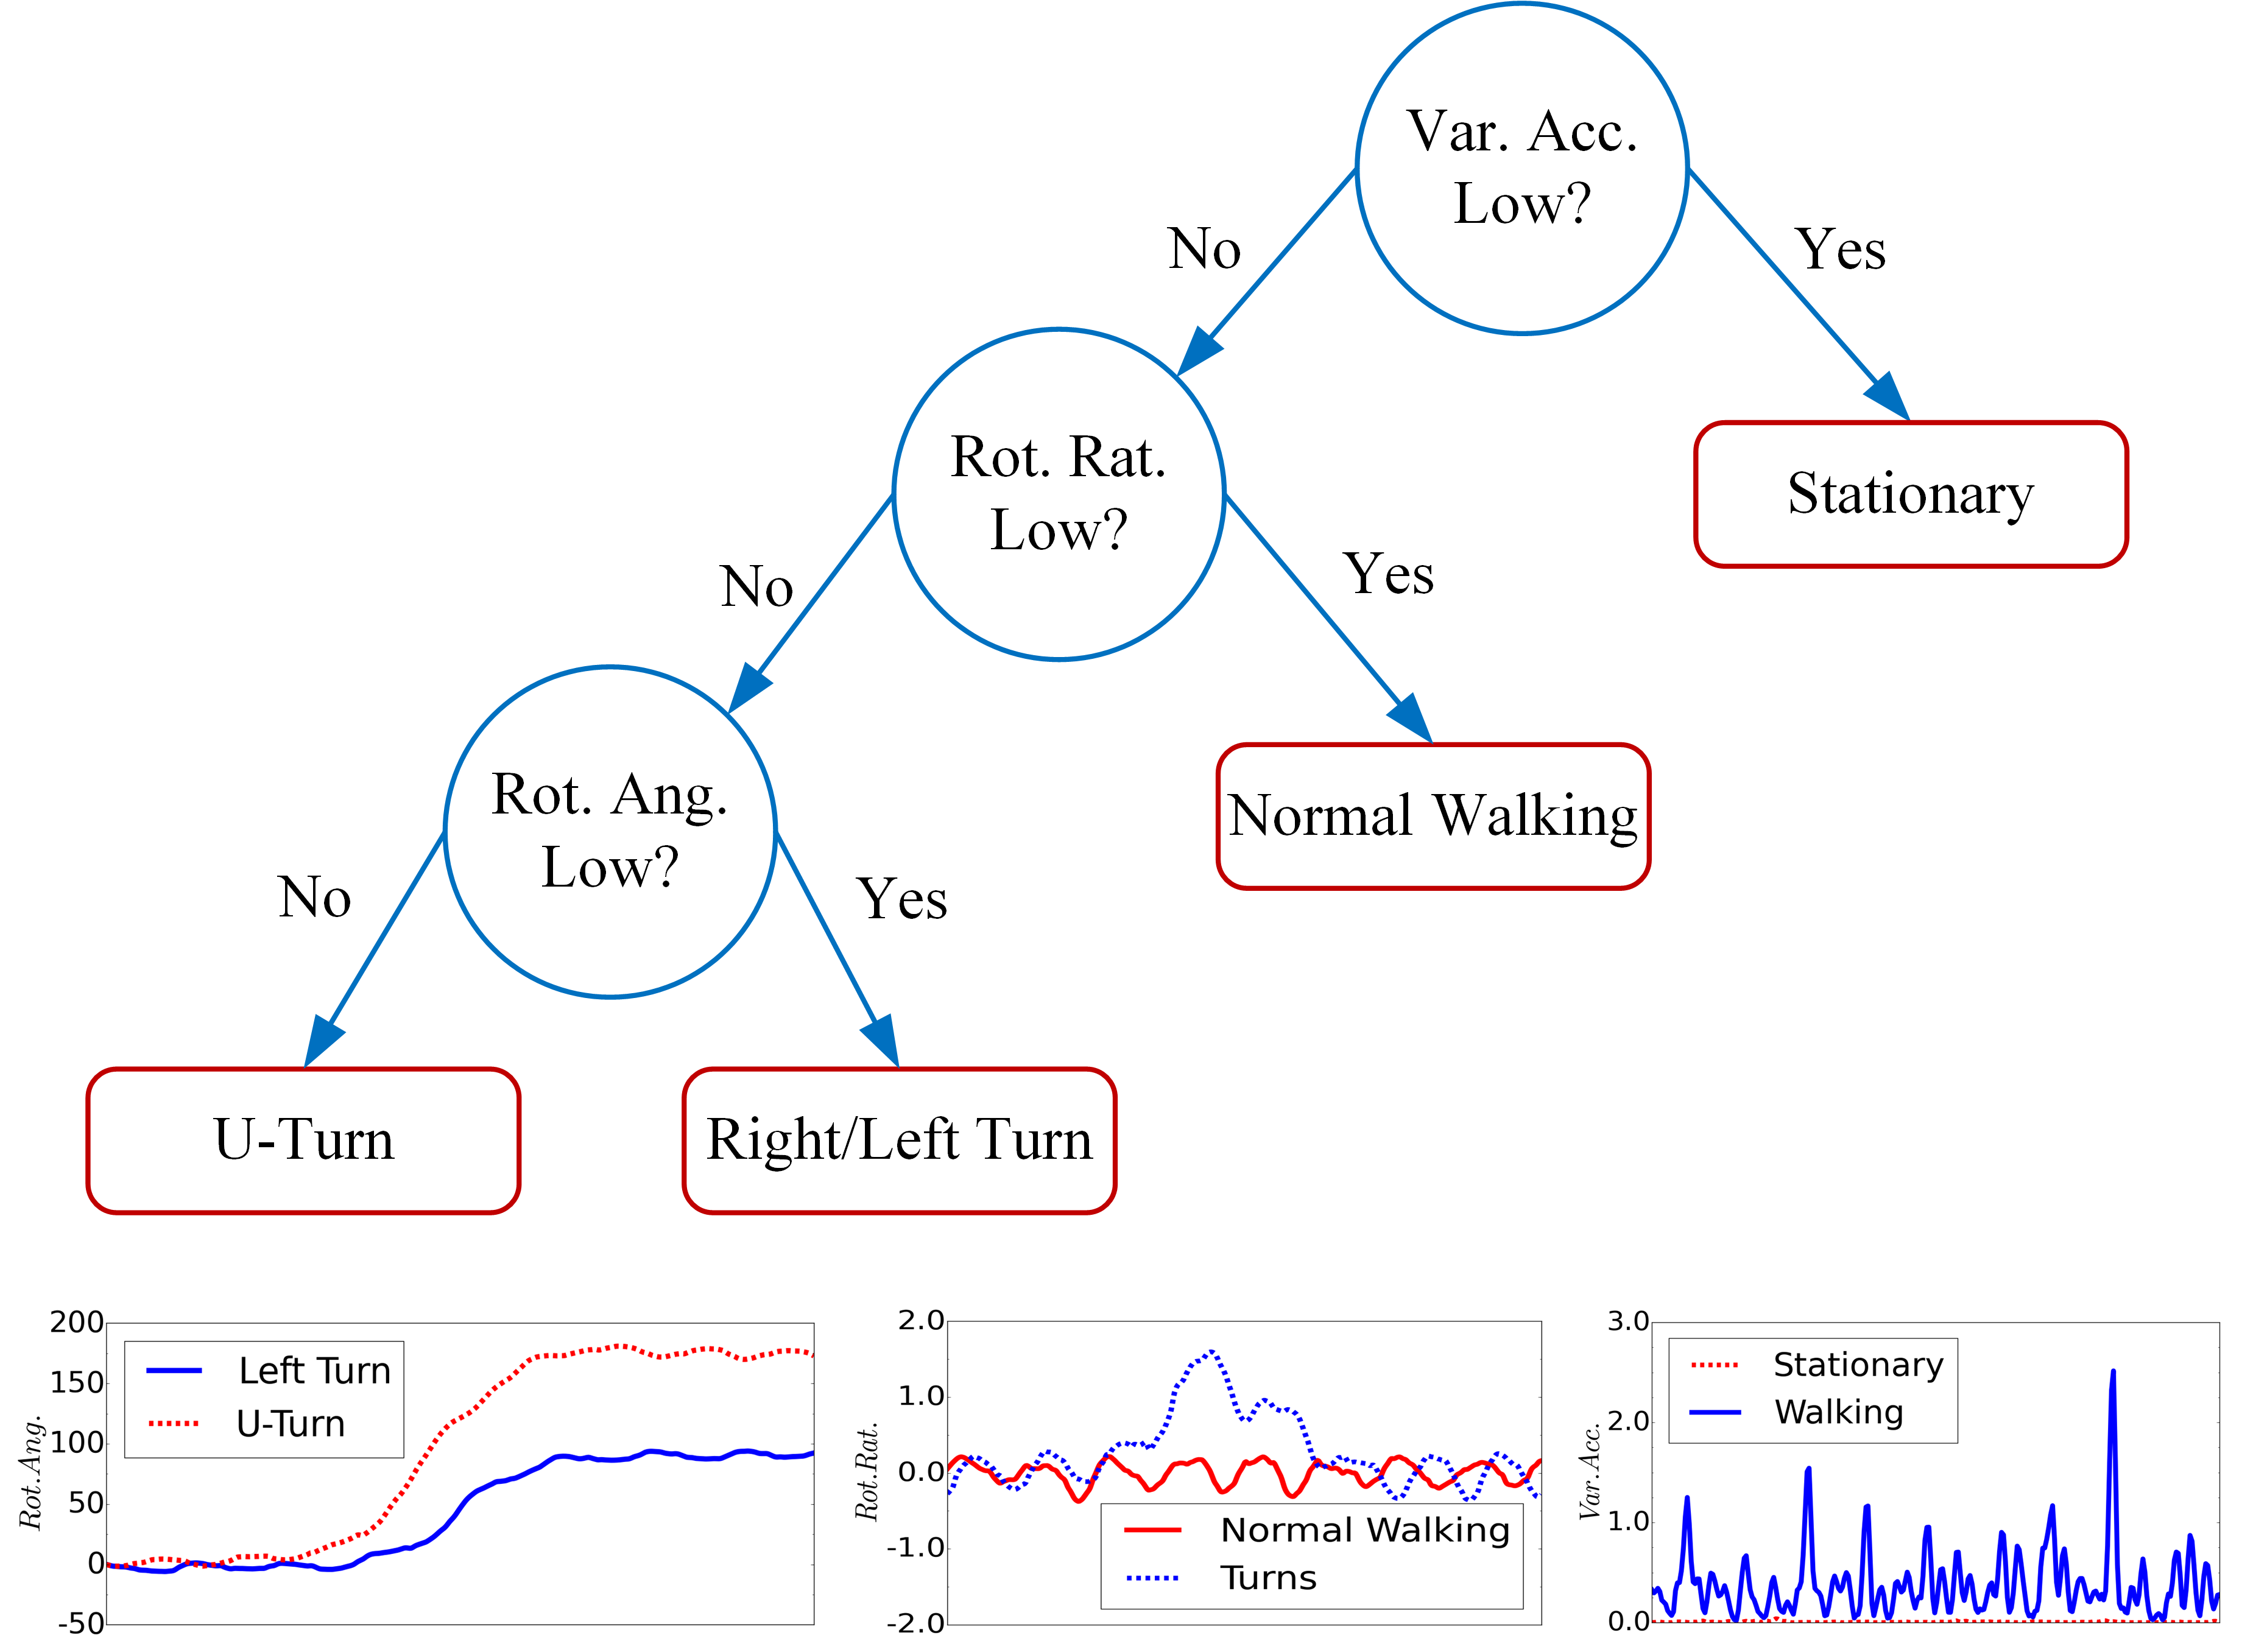 Var. Acc.
Low?
No
Yes
Rot. Rat.
Low?
Stationary
No
Yes
Rot. Ang.
Low?
Normal Walking
No
Yes
U-Turn
Right/Left Turn
200
150
100
50
0
-50
Rot.Ang.
Left Turn
U-Turn
2.0
1.0
0.0
-1.0
-2.0
Rot.Rat.
Normal Walking
Turns
3.0
2.0
1.0
0.0
Var.Acc.
Stationary
Walking